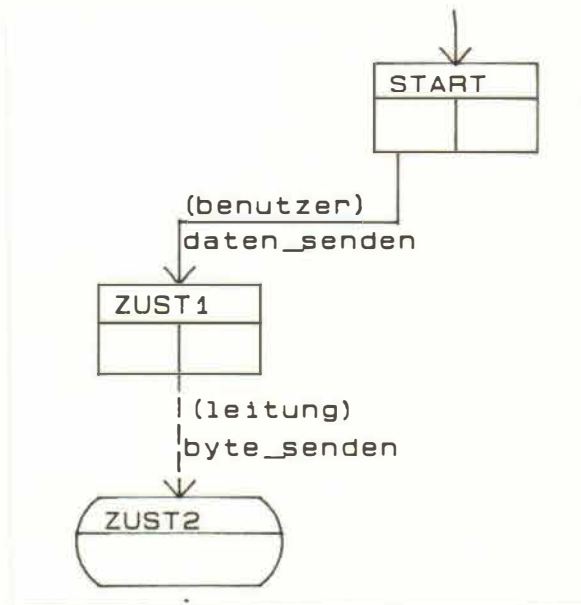 START
(benutzer)
daten_senden
ZUST1
(leitung)
byte_senden
ZUST2